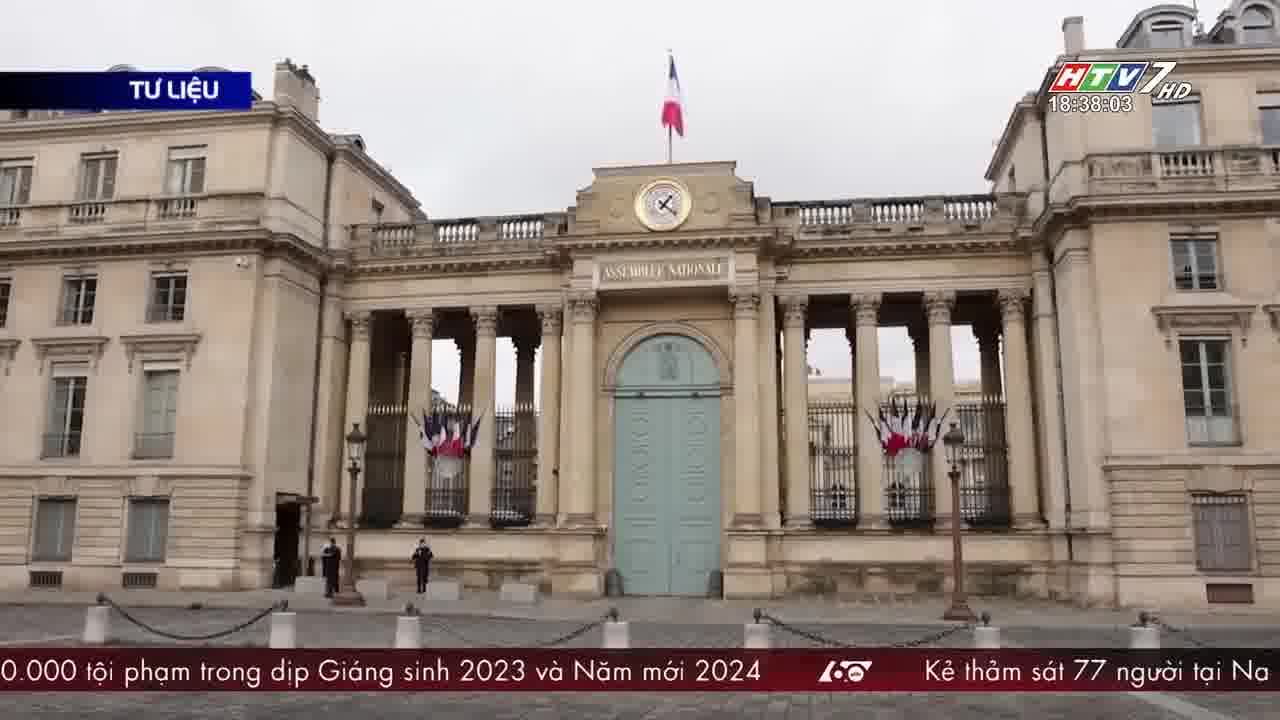 TƯ LIỆU
HTV7 HD
18:38:03
ASSEMBLEE NATIONALE
0.000 tội phạm trong dịp Giáng sinh 2023 và Năm mới 2024
60
Kẻ thảm sát 77 người tại Na